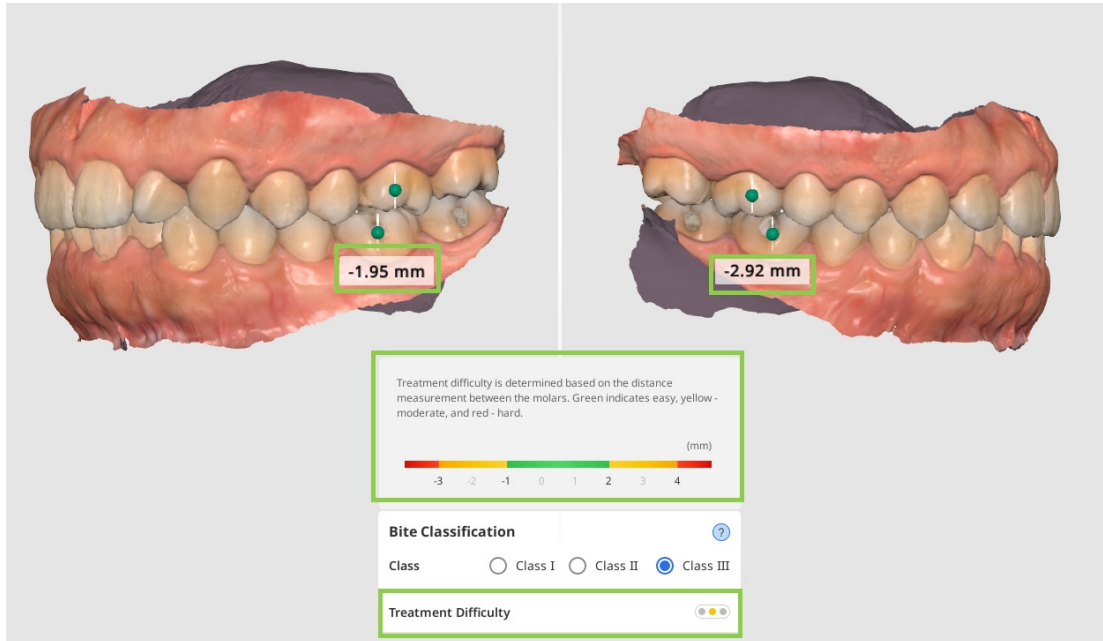 -1.95 mm
-2.92 mm
Treatment difficulty is determined based on the distance
measurement between the molars. Green indicates easy, yellow -
moderate, and red - hard.
(mm)
-3 -2 -1 0 1 2 3 4
Bite Classification ?
Class Class I Class II Class III
Treatment Difficulty